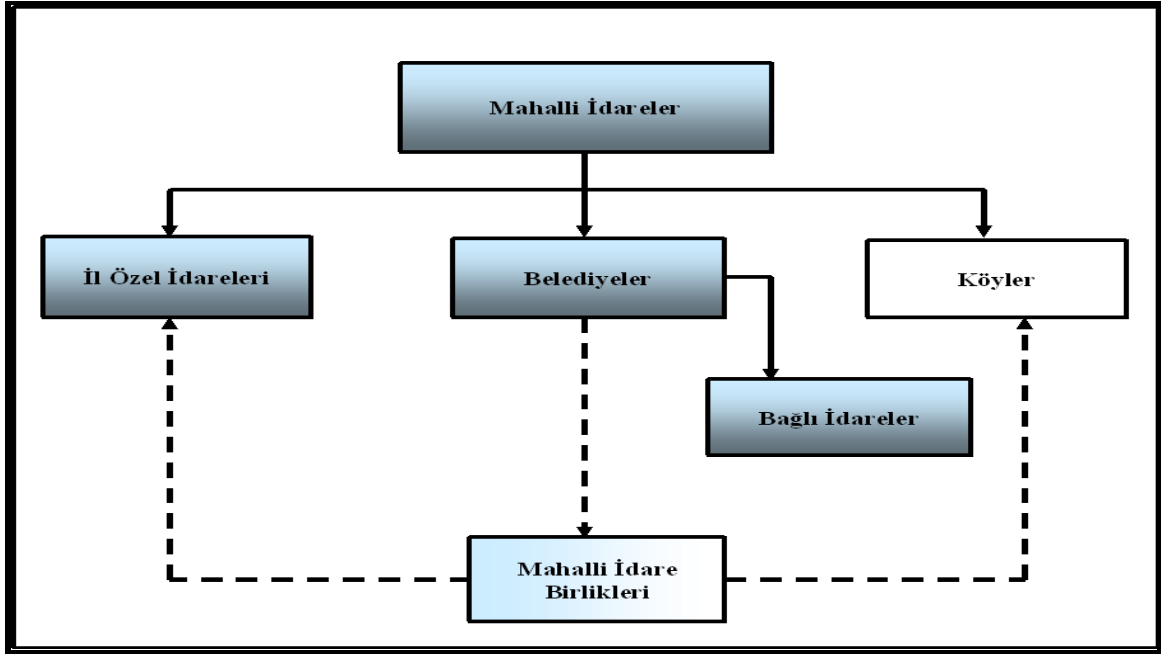 Mahalli İdareler
İl Özel İdareleri
Belediyeler
Köyler
Bağlı İdareler
Mahalli İdare
Birlikleri